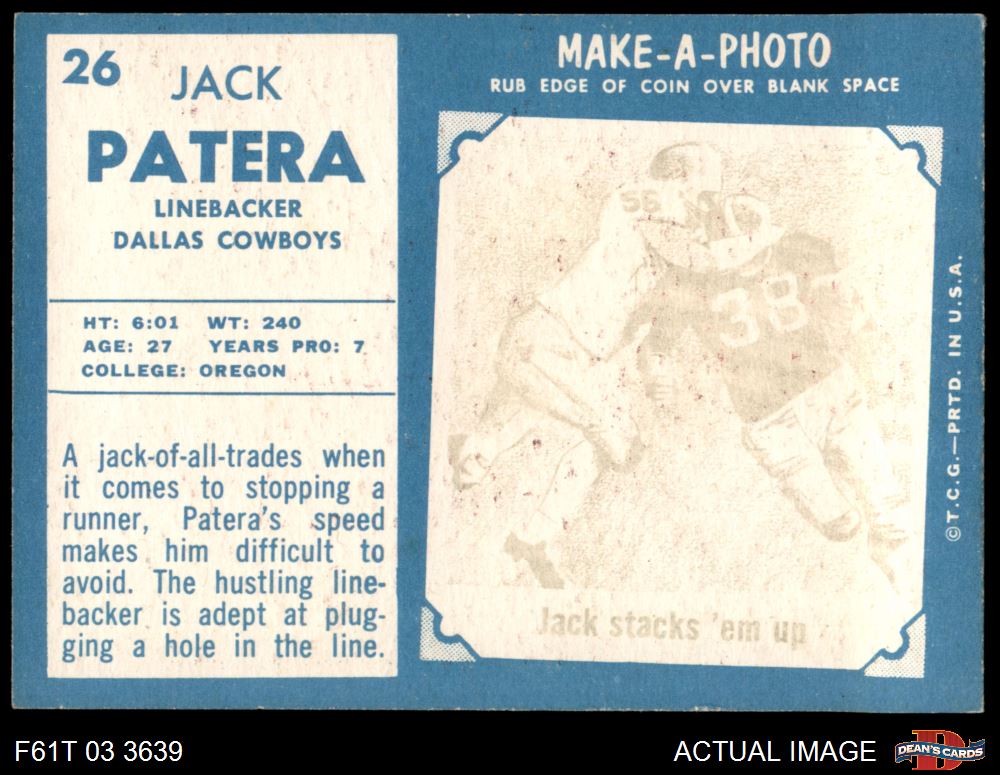 26
JACK
PATERA
LINEBACKER
DALLAS COWBOYS
HT: 6:01 WT: 240
AGE: 27 YEARS PRO: 7
COLLEGE: OREGON
A jack-of-all-trades when
it comes to stopping a
runner, Patera's speed
makes him difficult to
avoid. The hustling line-
backer is adept at plug-
ging a hole in the line.
MAKE-A-PHOTO
RUB EDGE OF COIN OVER BLANK SPACE
56
38
Jack stacks 'em up
©T.C.G.—PRTD. IN U.S.A.
F61T 03 3639
ACTUAL IMAGE
D
DEAN'S CARDS